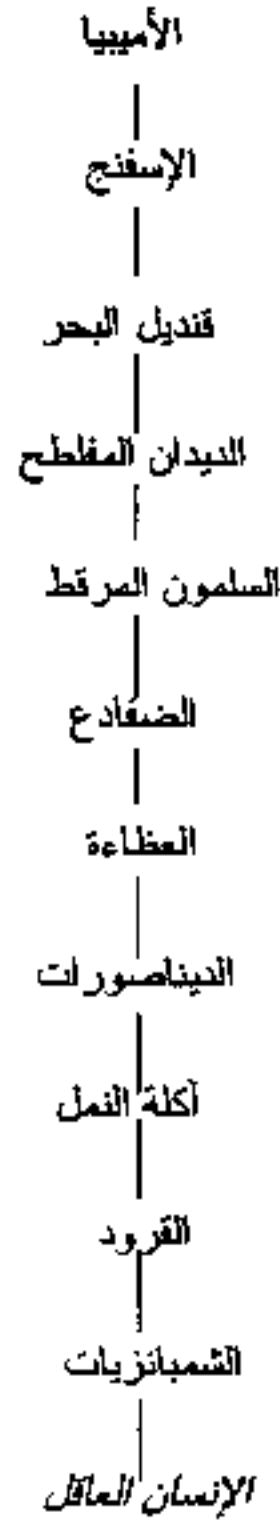 الأميبيا
الإسفنج
قنديل البحر
الديدان المفلطح
السلمون المرقط
الضفادع
العظاءة
الديناصورات
آكلة النمل
القرود
الشمبانزيات
الإنسان العاقل